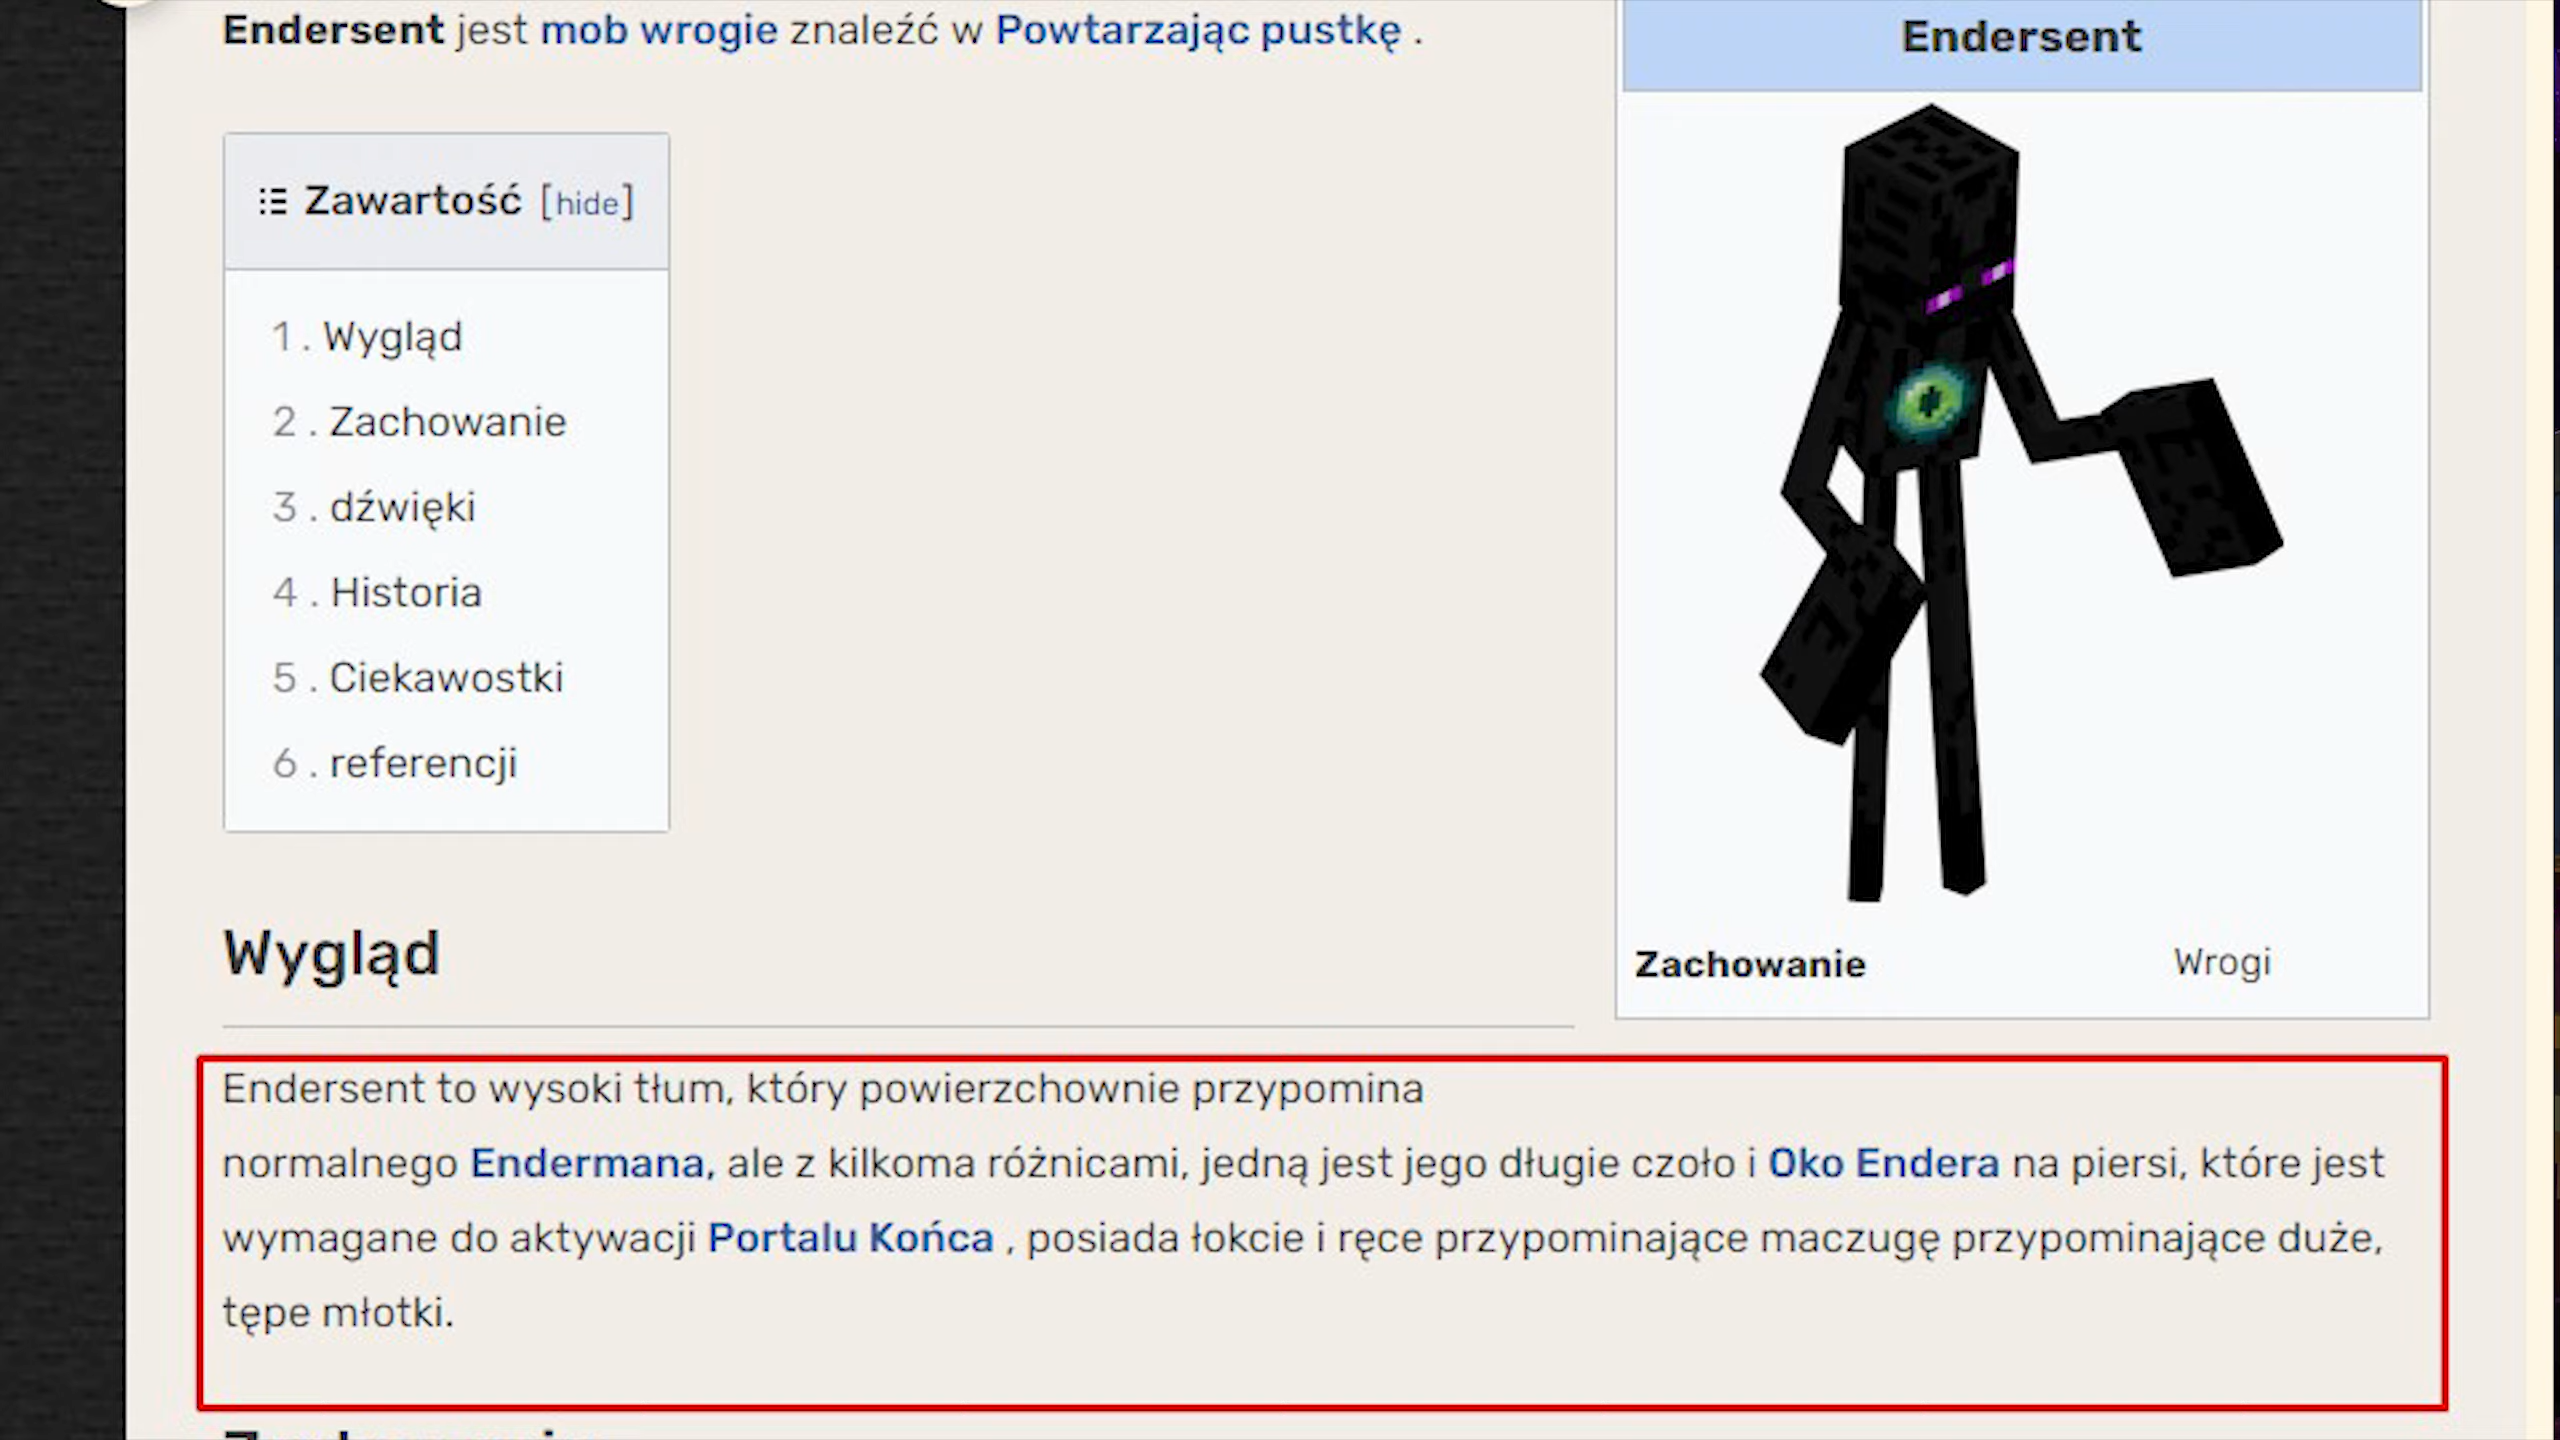 Endersent jest mob wrogie znaleźć w Powtarzając pustkę .
Endersent
Zawartość [hide]
1 . Wygląd
2 . Zachowanie
3 . dźwięki
4 . Historia
5 . Ciekawostki
6 . referencji
Wygląd
Zachowanie Wrogi
Endersent to wysoki tłum, który powierzchownie przypomina
normalnego Endermana, ale z kilkoma różnicami, jedną jest jego długie czoło i Oko Endera na piersi, które jest
wymagane do aktywacji Portalu Końca , posiada łokcie i ręce przypominające maczugę przypominające duże,
tępe młotki.